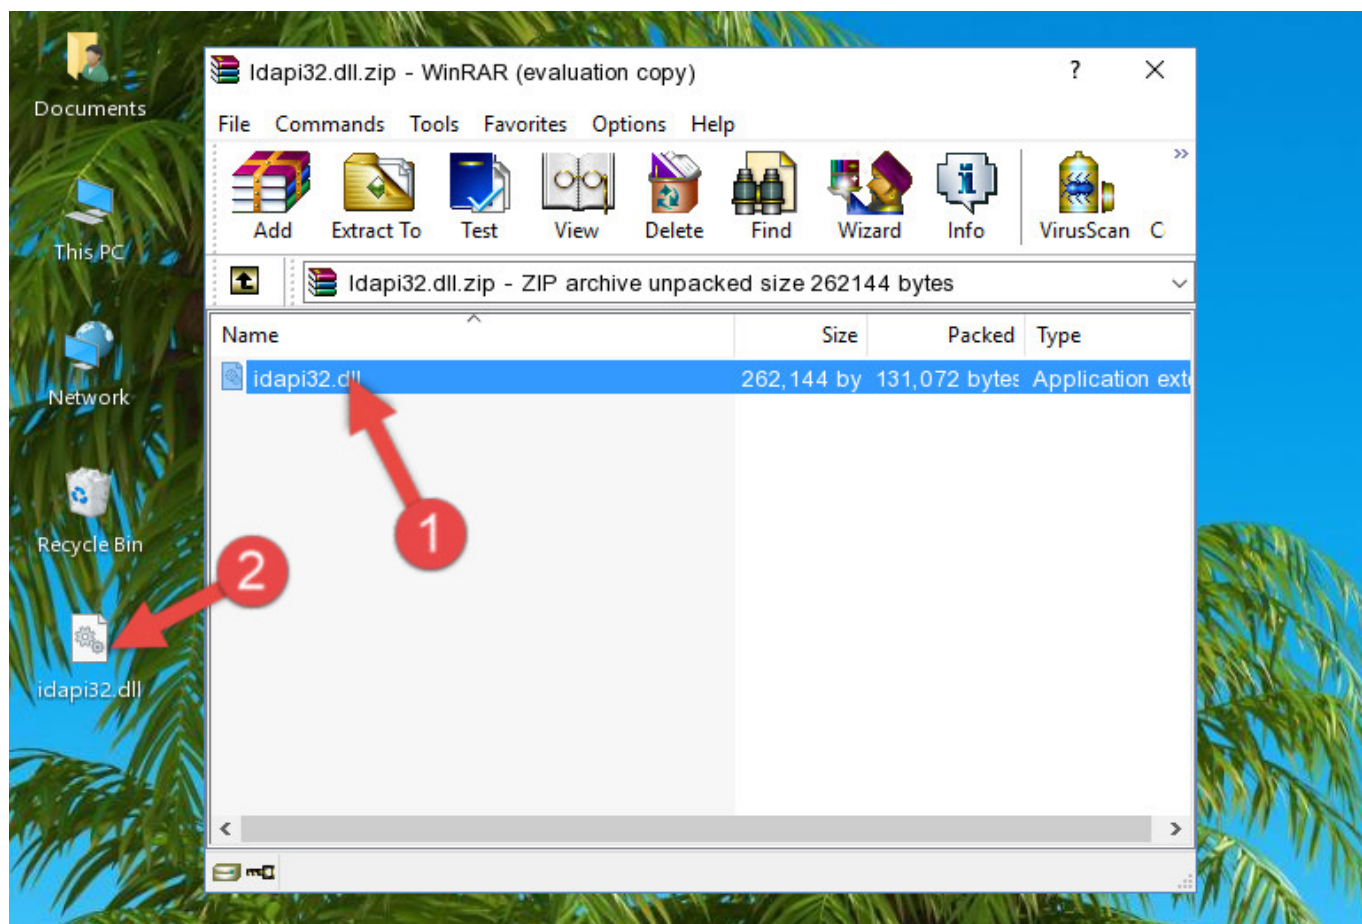 Documents
This PC
Network
Recycle Bin
idapi32.dll
Idapi32.dll.zip - WinRAR (evaluation copy)
?
File Commands Tools Favorites Options Help
Add Extract To Test View Delete Find Wizard Info VirusScan C
Idapi32.dll.zip - ZIP archive unpacked size 262144 bytes
Name Size Packed Type
idapi32.dll 262,144 by 131,072 bytes Application exte
1
2